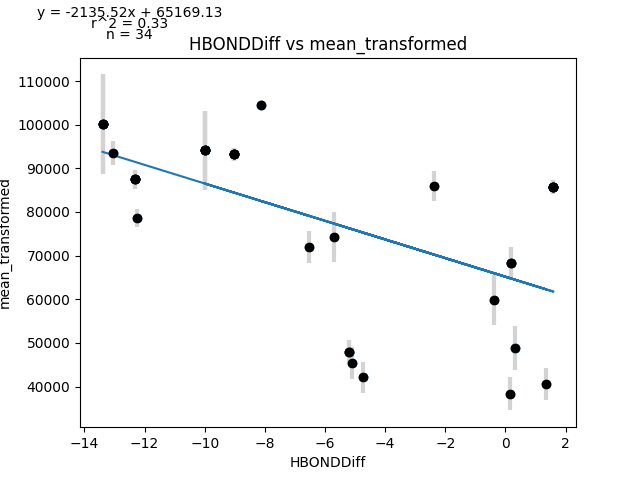 y = -2135.52x + 65169.13
r^2 = 0.33
n = 34
HBONDDiff vs mean_transformed
mean_transformed
110000
100000
90000
80000
70000
60000
50000
40000
−14 −12 −10 −8 −6 −4 −2 0 2
HBONDDiff